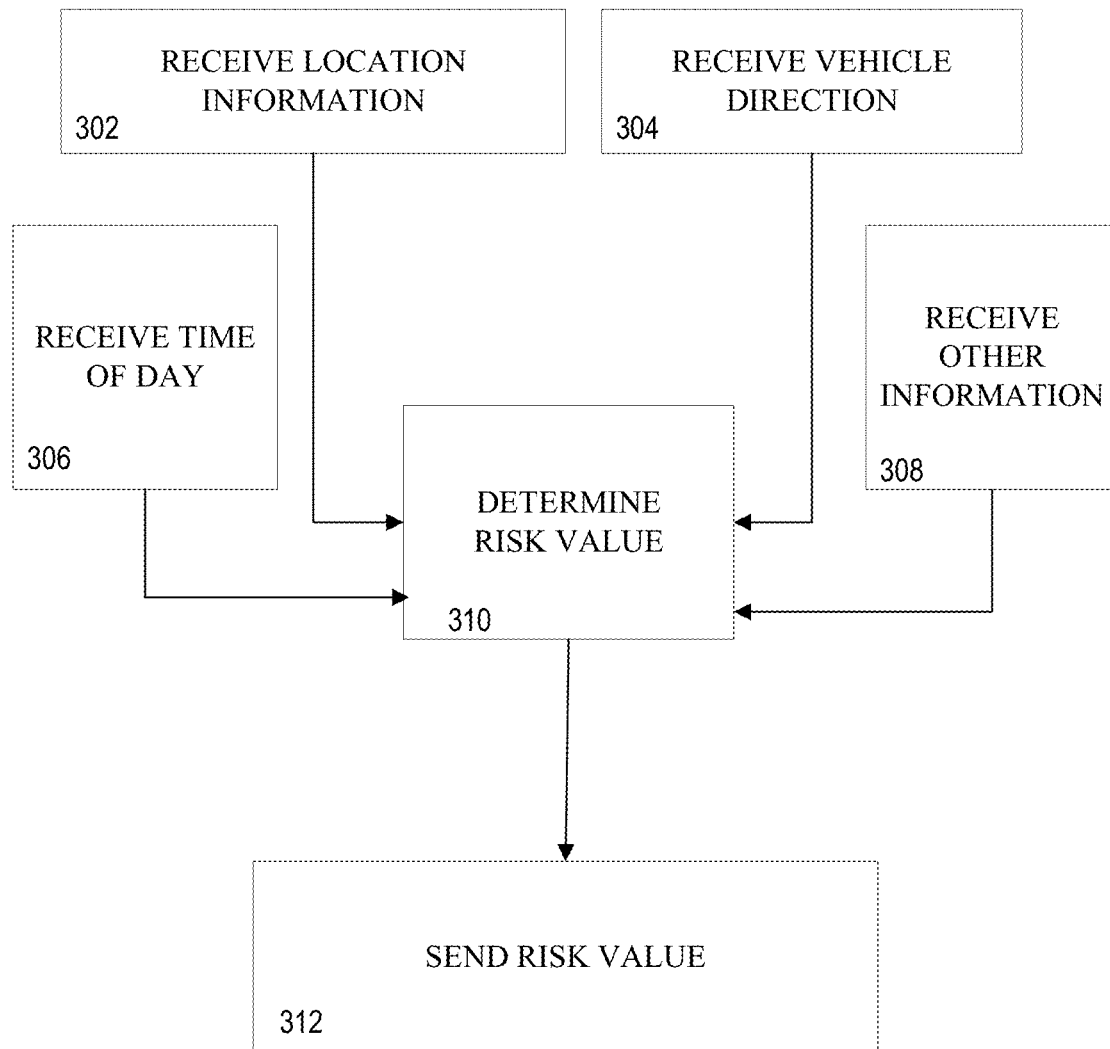 RECEIVE LOCATION
INFORMATION
302
RECEIVE VEHICLE
DIRECTION
304
RECEIVE TIME
OF DAY
306
RECEIVE
OTHER
INFORMATION
308
DETERMINE
RISK VALUE
310
SEND RISK VALUE
312